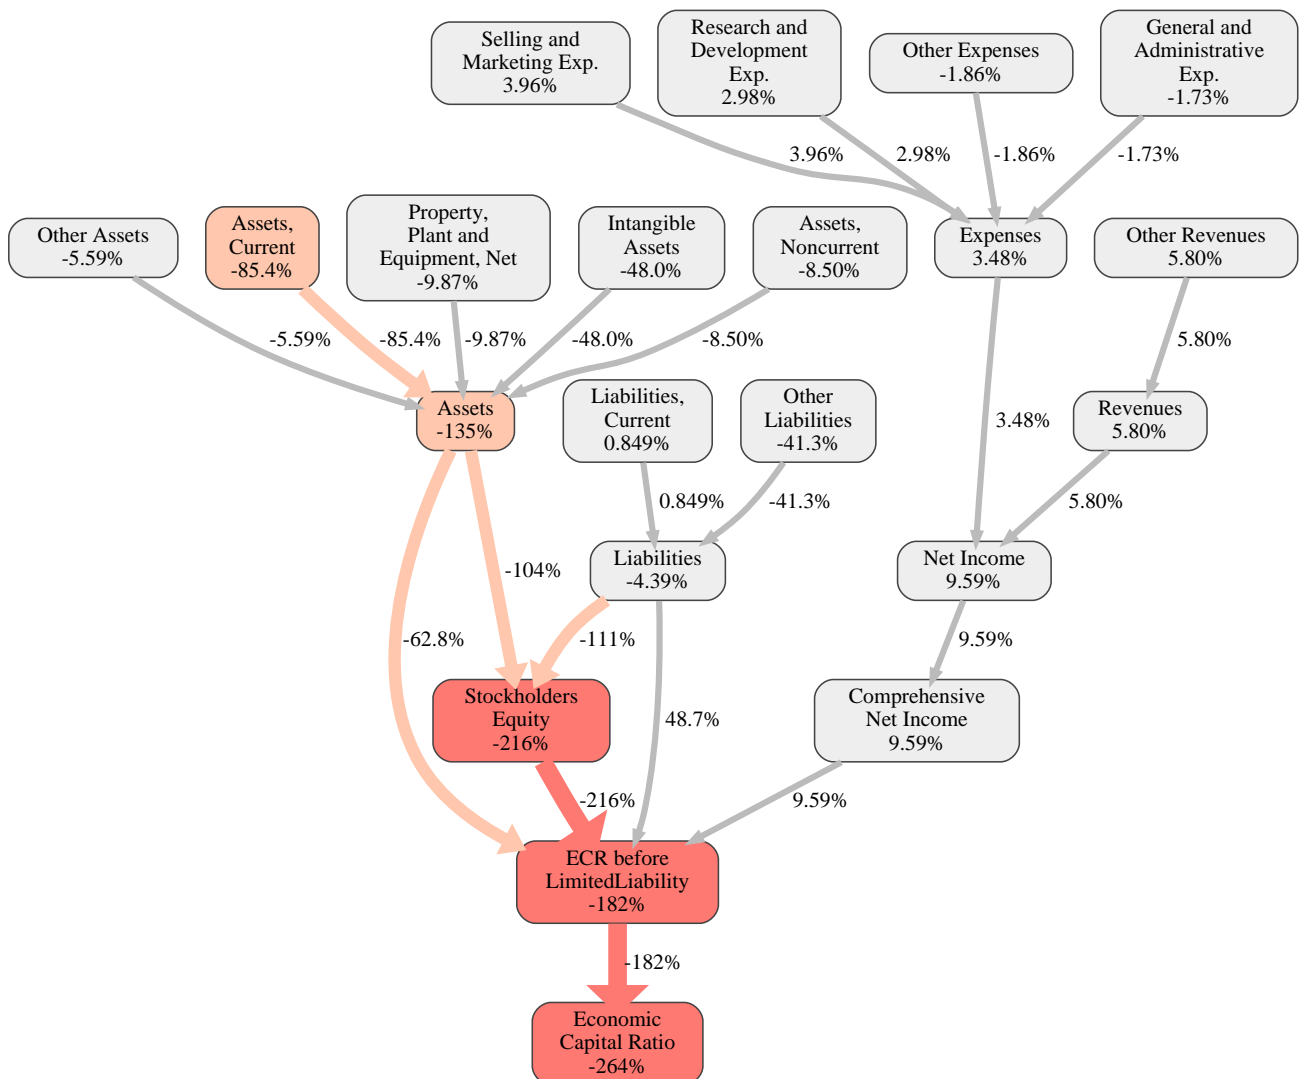 Selling and
Marketing Exp.
3.96%
Research and
Development
Exp.
2.98%
Other Expenses
-1.86%
General and
Administrative
Exp.
-1.73%
3.96%
2.98%
-1.86%
-1.73%
Other Assets
-5.59%
Assets,
Current
-85.4%
Property,
Plant and
Equipment, Net
-9.87%
Intangible
Assets
-48.0%
Assets,
Noncurrent
-8.50%
Expenses
3.48%
Other Revenues
5.80%
-5.59%
-85.4%
-9.87%
-48.0%
-8.50%
5.80%
Assets
-135%
Liabilities,
Current
0.849%
Other
Liabilities
-41.3%
3.48%
Revenues
5.80%
0.849%
-41.3%
5.80%
-104%
Liabilities
-4.39%
Net Income
9.59%
-62.8%
-111%
9.59%
Stockholders
Equity
-216%
48.7%
Comprehensive
Net Income
9.59%
-216%
9.59%
ECR before
LimitedLiability
-182%
-182%
Economic
Capital Ratio
-264%